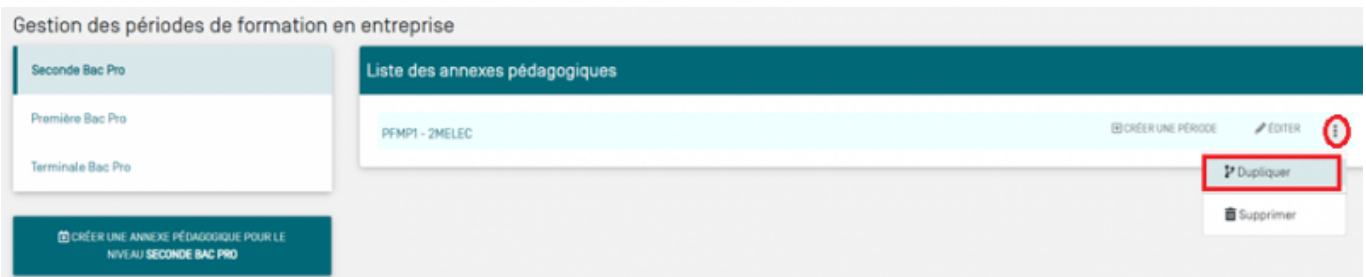 Gestion des périodes de formation en entreprise
Seconde Bac Pro
Première Bac Pro
Terminale Bac Pro
CRÉER UNE ANNEXE PÉDAGOGIQUE POUR LE
NIVEAU SECONDE BAC PRO
Liste des annexes pédagogiques
PFMP1 - 2MELEC
CRÉER UNE PÉRIODE
ÉDITER
Dupliquer
Supprimer